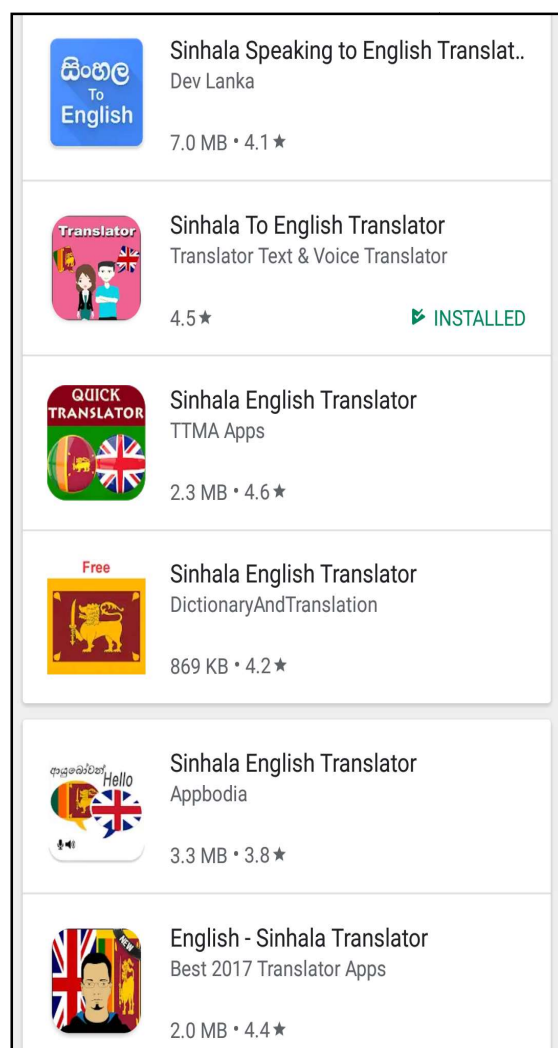 සිංහල
To
English
Sinhala Speaking to English Translat..
Dev Lanka
7.0 MB • 4.1★
Translator
Sinhala To English Translator
Translator Text & Voice Translator
4.5★
INSTALLED
QUICK
TRANSLATOR
Sinhala English Translator
TTMA Apps
2.3 MB • 4.6★
Free
Sinhala English Translator
DictionaryAndTranslation
869 KB • 4.2★
ආයුබෝවන්
Hello
Sinhala English Translator
Appbodia
3.3 MB • 3.8★
NEW
English - Sinhala Translator
Best 2017 Translator Apps
2.0 MB • 4.4★